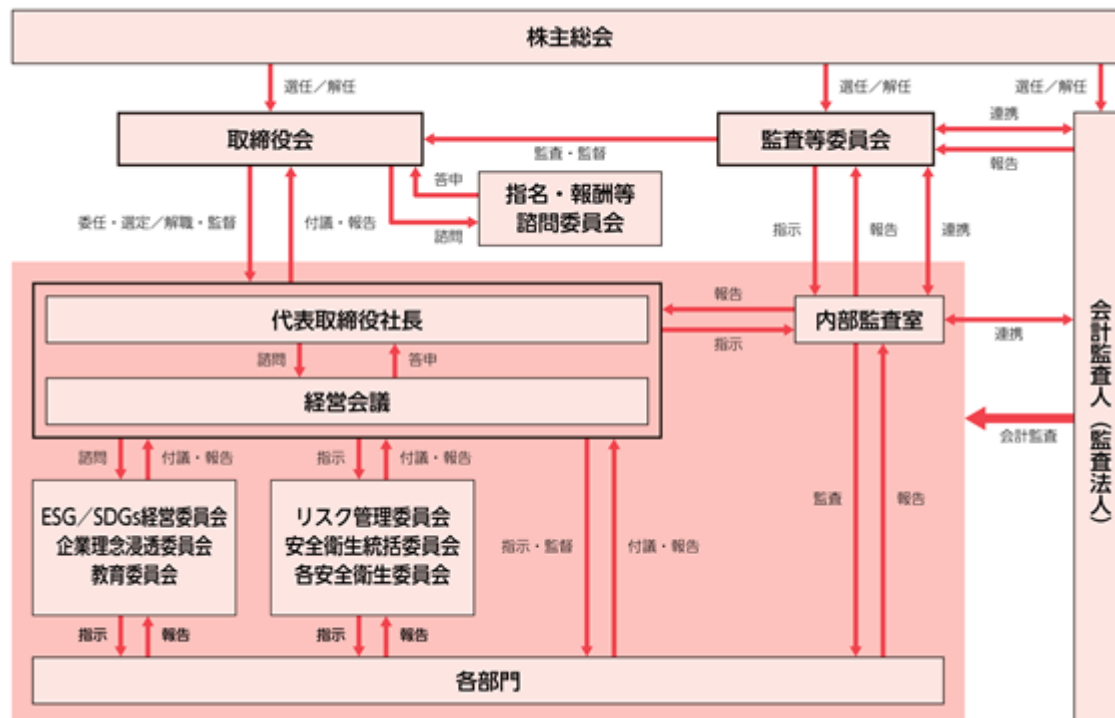 株主総会
選任／解任
選任／解任
選任／解任
取締役会
監査等委員会
連携
報告
監査・監督
答申
指名・報酬等
諮問委員会
諮問
委任・選定／解職・監督
付議・報告
指示
報告
連携
代表取締役社長
報告
指示
内部監査室
連携
諮問
答申
経営会議
会計監査人（監査法人）
会計監査
諮問
付議・報告
指示
付議・報告
ESG／SDGs経営委員会
企業理念浸透委員会
教育委員会
リスク管理委員会
安全衛生統括委員会
各安全衛生委員会
指示・監督
付議・報告
監査
報告
指示
報告
指示
報告
各部門